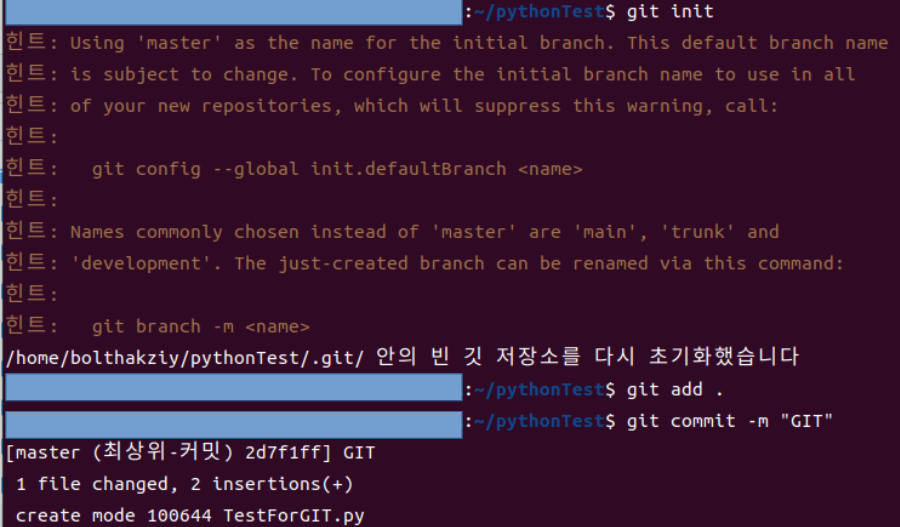 :~/pythonTest$ git init
힌트: Using 'master' as the name for the initial branch. This default branch name
힌트: is subject to change. To configure the initial branch name to use in all
힌트: of your new repositories, which will suppress this warning, call:
힌트:
힌트:   git config --global init.defaultBranch <name>
힌트:
힌트: Names commonly chosen instead of 'master' are 'main', 'trunk' and
힌트: 'development'. The just-created branch can be renamed via this command:
힌트:
힌트:   git branch -m <name>
/home/bolthakziy/pythonTest/.git/ 안의 빈 깃 저장소를 다시 초기화했습니다
:~/pythonTest$ git add .
:~/pythonTest$ git commit -m "GIT"
[master (최상위-커밋) 2d7f1ff] GIT
 1 file changed, 2 insertions(+)
 create mode 100644 TestForGIT.py